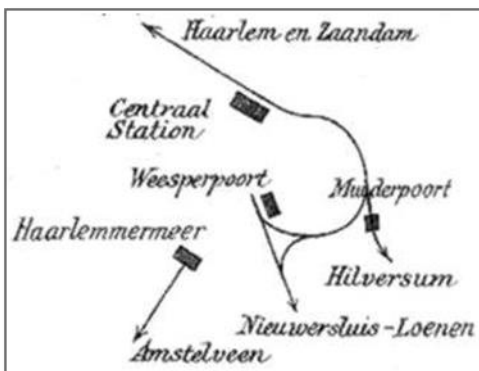 Haarlem en Zaandam
Centraal
Station
Weesperpoort
Muiderpoort
Haarlemmermeer
Hilversum
Nieuwersluis-Loenen
Amstelveen